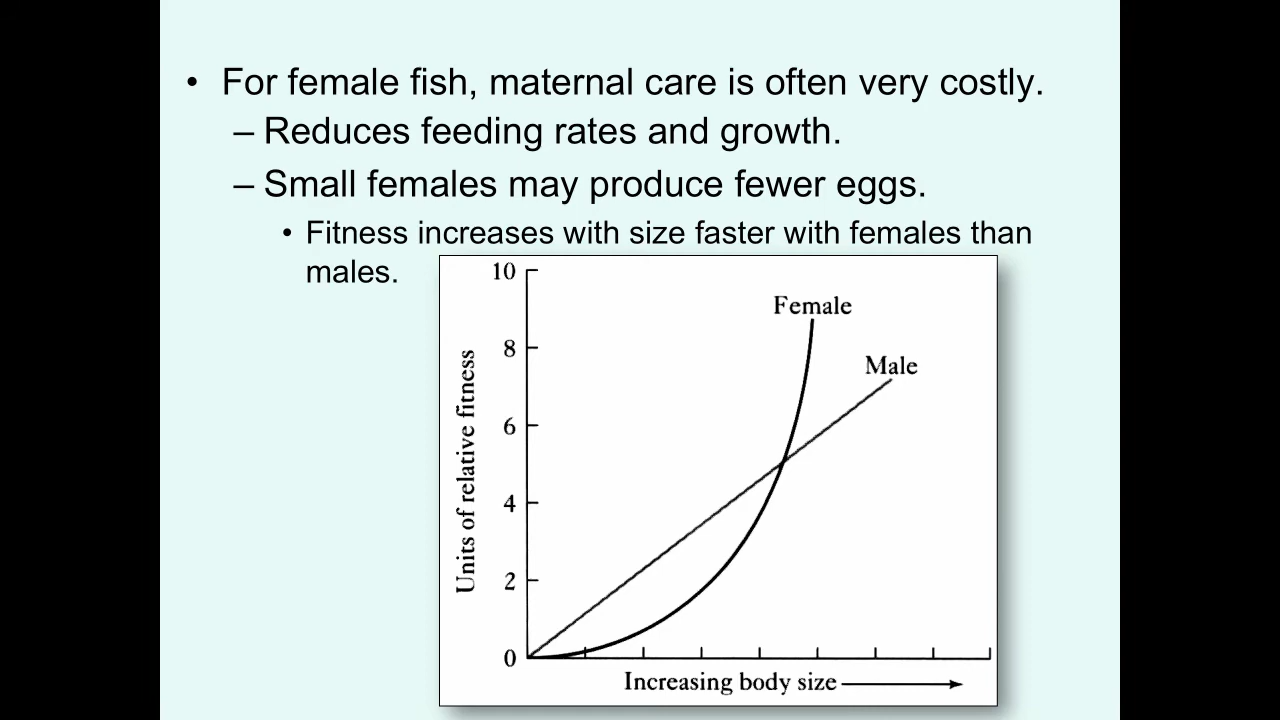 • For female fish, maternal care is often very costly.
– Reduces feeding rates and growth.
– Small females may produce fewer eggs.
• Fitness increases with size faster with females than
males.
10
Female
8
Male
6
4
2
0
Units of relative fitness
Increasing body size